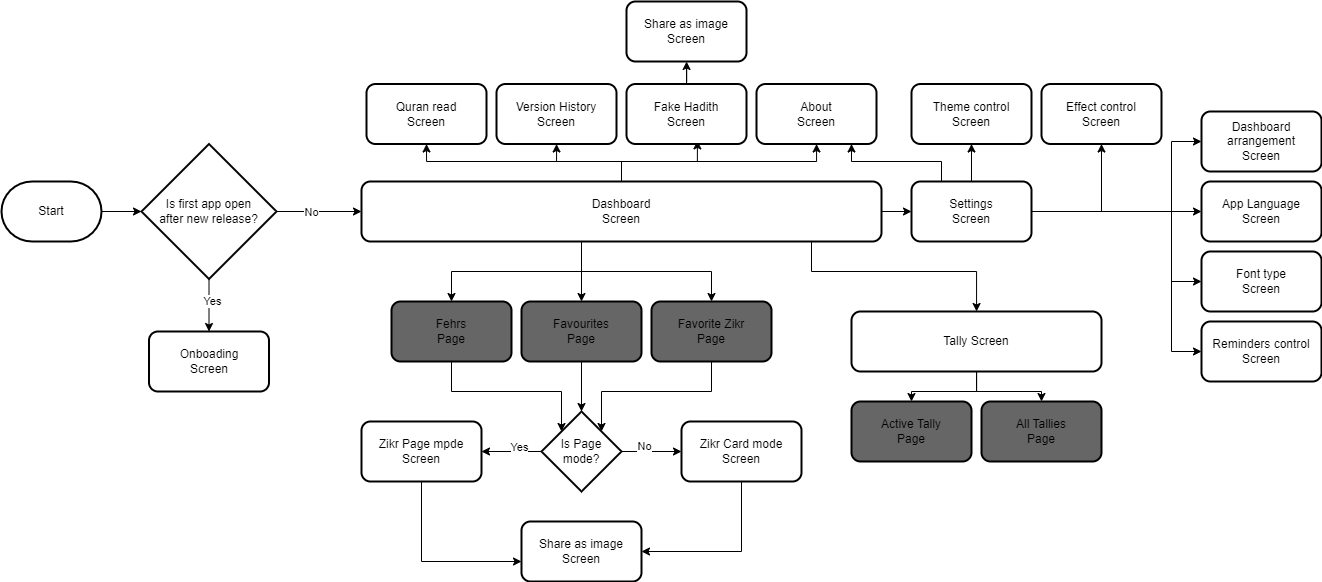 Share as image
Screen
Quran read
Screen
Version History
Screen
Fake Hadith
Screen
About
Screen
Theme control
Screen
Effect control
Screen
Dashboard
arrangement
Screen
Start
Is first app open
after new release?
No
Dashboard
Screen
Settings
Screen
App Language
Screen
Yes
Font type
Screen
Onboading
Screen
Fehrs
Page
Favourites
Page
Favorite Zikr
Page
Tally Screen
Reminders control
Screen
Zikr Page mpde
Screen
Yes
Is Page
mode?
No
Zikr Card mode
Screen
Active Tally
Page
All Tallies
Page
Share as image
Screen